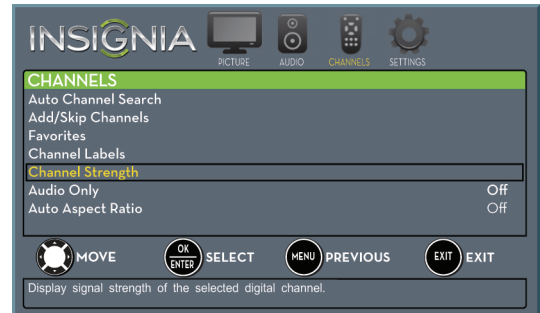 INSIGNIA
PICTURE AUDIO CHANNELS SETTINGS
CHANNELS
Auto Channel Search
Add/Skip Channels
Favorites
Channel Labels
Channel Strength
Audio Only Off
Auto Aspect Ratio Off
MOVE OK ENTER SELECT MENU PREVIOUS EXIT EXIT
Display signal strength of the selected digital channel.